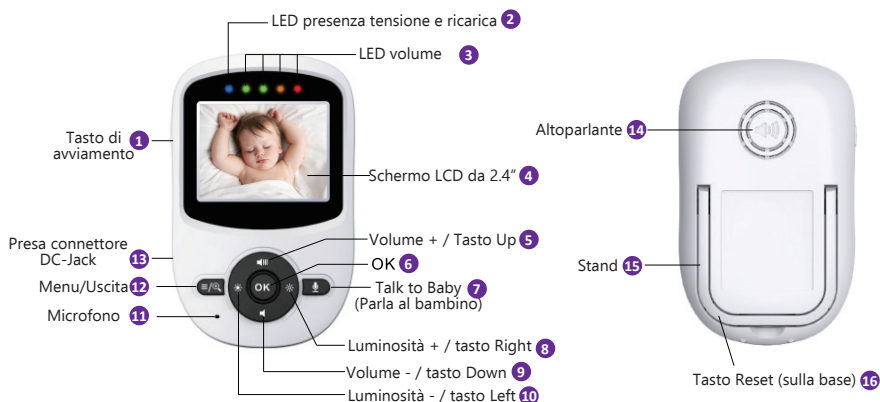 LED presenza tensione e ricarica 2
LED volume 3
Tasto di
avviamento 1
Schermo LCD da 2.4"  4
Volume + / Tasto Up 5
Presa connettore
DC-Jack 13
OK 6
Menu/Uscita 12
OK
Talk to Baby 7
(Parla al bambino)
Microfono 11
Luminosità + / tasto Right 8
Volume - / tasto Down 9
Luminosità - / tasto Left 10
Altoparlante 14
Stand 15
Tasto Reset (sulla base) 16